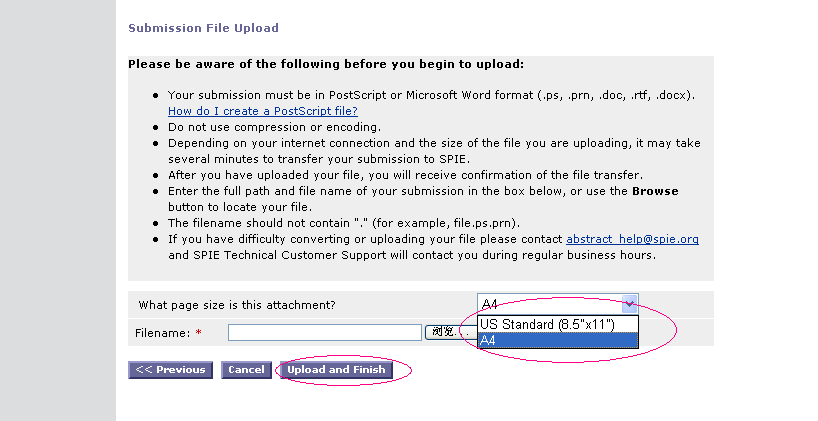 Submission File Upload
Please be aware of the following before you begin to upload:
• Your submission must be in PostScript or Microsoft Word format (.ps, .prn, .doc, .rtf, .docx).
How do I create a PostScript file?
• Do not use compression or encoding.
• Depending on your internet connection and the size of the file you are uploading, it may take
several minutes to transfer your submission to SPIE.
• After you have uploaded your file, you will receive confirmation of the file transfer.
• Enter the full path and file name of your submission in the box below, or use the Browse
button to locate your file.
• The filename should not contain "." (for example, file.ps.prn).
• If you have difficulty converting or uploading your file please contact abstract_help@spie.org
and SPIE Technical Customer Support will contact you during regular business hours.
What page size is this attachment? A4
US Standard (8.5"x11")
Filename: * 浏览...
A4
<< Previous Cancel Upload and Finish